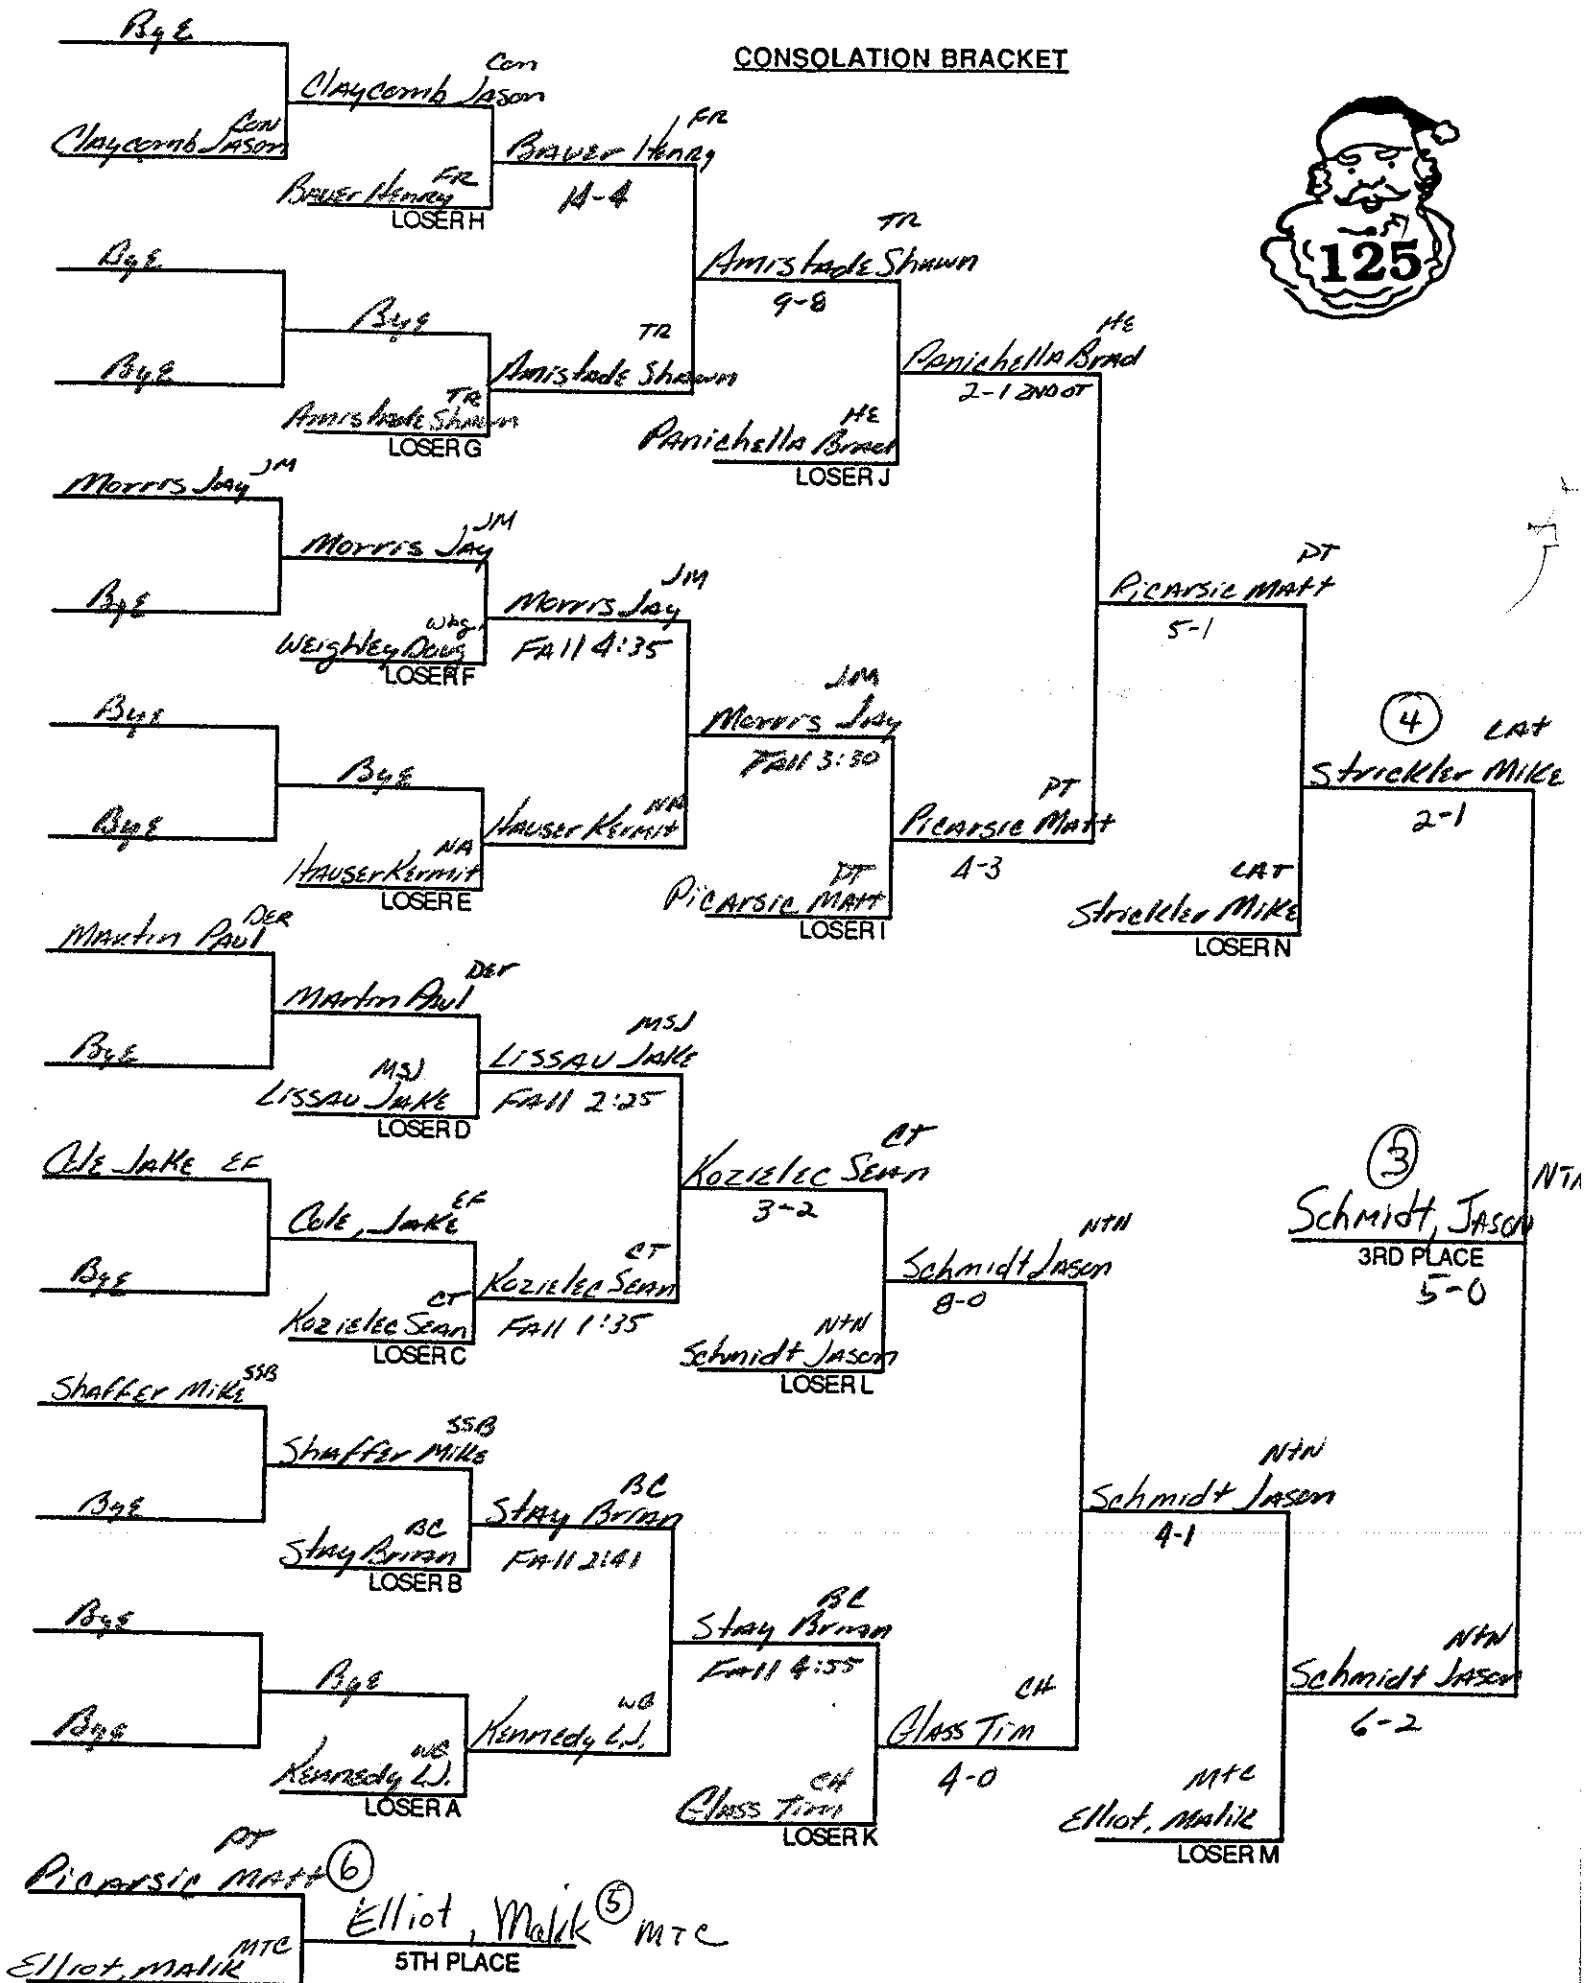 CONSOLATION BRACKET
125
ByE
Con
Claycomb Jason
Con
Claycomb Jason
FR
Bauer Henry
LOSER H
FR
Bauer Henry
14-4
ByE
ByE
ByE
TR
Amistade Shawn
LOSER G
TR
Amistade Shawn
TR
Amistade Shawn
9-8
HE
Panichella Brad
LOSER J
HE
Panichella Brad
2-1 2ND OT
Morris Jay JM
ByE
Morris Jay JM
Weighley Doug
LOSER F
Morris Jay JM
Fall 4:35
ByE
ByE
ByE
NA
Hauser Kermit
LOSER E
Hauser Kermit NA
JM
Morris Jay
Fall 3:30
PT
Picarsic Matt
LOSER I
PT
Picarsic Matt
4-3
PT
Picarsic Matt
5-1
LAT
Strickler Mike
LOSER N
4 LAT
Strickler Mike
2-1
Martin Paul DER
ByE
Martin Paul Der
MSJ
Lissau Jake
LOSER D
MSJ
Lissau Jake
Fall 2:25
Cole Jake EF
ByE
Cole, Jake EF
CT
Kozielec Sean
LOSER C
CT
Kozielec Sean
Fall 1:35
CT
Kozielec Sean
3-2
NTN
Schmidt Jason
LOSER L
NTN
Schmidt Jason
8-0
3
NTN
Schmidt, Jason
3RD PLACE
5-0
Shaffer Mike SSB
ByE
SSB
Shaffer Mike
BC
Stay Brian
LOSER B
BC
Stay Brian
Fall 2:41
ByE
ByE
ByE
WB
Kennedy L.J.
LOSER A
WB
Kennedy L.J.
BC
Stay Brian
Fall 4:55
CH
Glass Tim
LOSER K
CH
Glass Tim
4-0
NTN
Schmidt Jason
4-1
MTC
Elliot, Malik
LOSER M
NTN
Schmidt Jason
6-2
PT
Picarsic Matt 6
MTC
Elliot, Malik
Elliot, Malik 5 MTC
5TH PLACE